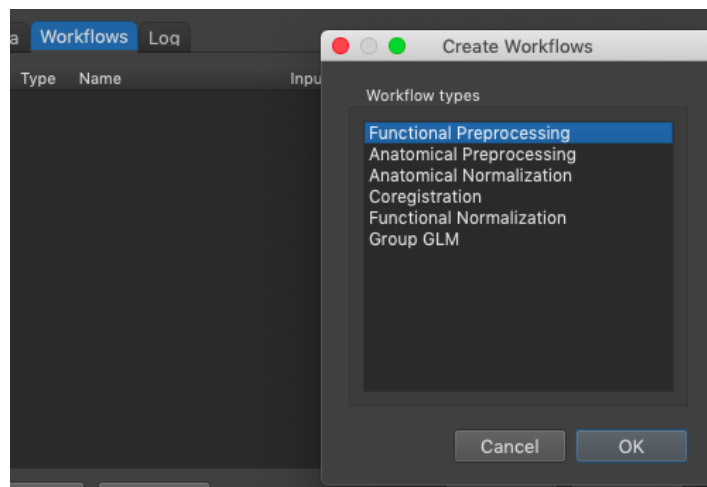 a Workflows Log
Create Workflows
Type Name Inpu
Workflow types
Functional Preprocessing
Anatomical Preprocessing
Anatomical Normalization
Coregistration
Functional Normalization
Group GLM
Cancel OK